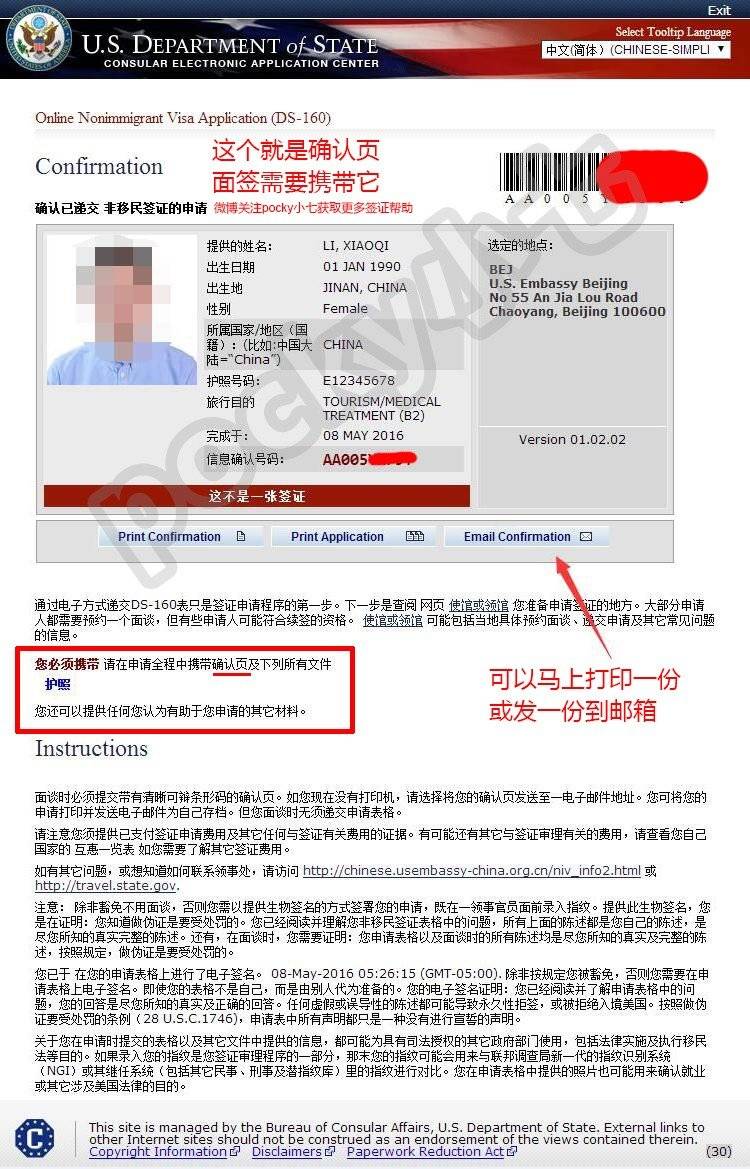 Exit
U.S. DEPARTMENT of STATE
CONSULAR ELECTRONIC APPLICATION CENTER
Select Tooltip Language
中文(简体) (CHINESE-SIMPLI
Online Nonimmigrant Visa Application (DS-160)
Confirmation
这个就是确认页
面签需要携带它
确认已递交 非移民签证的申请
微博关注pocky小七获取更多签证帮助
AA005
提供的姓名: LI, XIAOQI
出生日期 01 JAN 1990
出生地 JINAN, CHINA
性别 Female
所属国家/地区（国
籍）:（比如:中国大 CHINA
陆="China"）
护照号码: E12345678
旅行目的 TOURISM/MEDICAL
TREATMENT (B2)
完成于: 08 MAY 2016
信息确认号码: AA005
这不是一张签证
选定的地点:
BEJ
U.S. Embassy Beijing
No 55 An Jia Lou Road
Chaoyang, Beijing 100600
Version 01.02.02
pocky小七
Print Confirmation
Print Application
Email Confirmation
通过电子方式递交DS-160表只是签证申请程序的第一步。下一步是查阅 网页 使馆或领馆 您准备申请签证的地方。大部分申请
人都需要预约一个面谈，但有些申请人可能符合续签的资格。 使馆或领馆 可能包括当地具体预约面谈、递交申请及其它常见问题
的信息。
您必须携带 请在申请全程中携带确认页及下列所有文件
护照
您还可以提供任何您认为有助于您申请的其它材料。
可以马上打印一份
或发一份到邮箱
Instructions
面谈时必须提交带有清晰可辩条形码的确认页。如您现在没有打印机，请选择将您的确认页发送至一电子邮件地址。您可将您的
申请打印并发送电子邮件为自己存档。但您面谈时无须递交申请表格。
请注意您须提供已支付签证申请费用及其它任何与签证有关费用的证据。有可能还有其它与签证审理有关的费用，请查看您自己
国家的 互惠一览表 如您需要了解其它签证费用。
如有其它问题，或想知道如何联系领事处，请访问 http://chinese.usembassy-china.org.cn/niv_info2.html 或
http://travel.state.gov.
注意： 除非豁免不用面谈，否则您需以提供生物签名的方式签署您的申请，既在一领事官员面前录入指纹。提供此生物签名，您
是在证明：您知道做伪证是要受处罚的。您已经阅读并理解您非移民签证表格中的问题，所有上面的陈述都是您自己的陈述，是
尽您所知的真实完整的陈述。还有，在面谈时，您需要证明：您申请表格以及面谈时的所有陈述均是尽您所知的真实及完整的陈
述，按照规定，做伪证是要受处罚的。
您已于 在您的申请表格上进行了电子签名。 08-May-2016 05:26:15 (GMT-05:00). 除非按规定您被豁免，否则您需要在申
请表格上电子签名。即使您的表格不是自己，而是由别人代为准备的。您的电子签名证明：您已经阅读并了解申请表格中的问
题，您的回答是尽您所知的真实及正确的回答。任何虚假或误导性的陈述都可能导致永久性拒签，或被拒绝入境美国。按照做伪
证要受处罚的条例（28 U.S.C.1746)，申请表中所有声明都只是一种没有进行宣誓的声明。
关于您在申请时提交的表格以及其它文件中提供的信息，都可能为具有司法授权的其它政府部门使用，包括法律实施及执行移民
法等目的。如果录入您的指纹是您签证审理程序的一部分，那末您的指纹可能会用来与联邦调查局新一代的指纹识别系统
（NGI）或其继任系统（包括其它民事、刑事及潜指纹库）里的指纹进行对比。您在申请表格中提供的照片也可能用来确认就业
或其它涉及美国法律的目的。
This site is managed by the Bureau of Consular Affairs, U.S. Department of State. External links to
other Internet sites should not be construed as an endorsement of the views contained therein.
Copyright Information Disclaimers Paperwork Reduction Act (30)